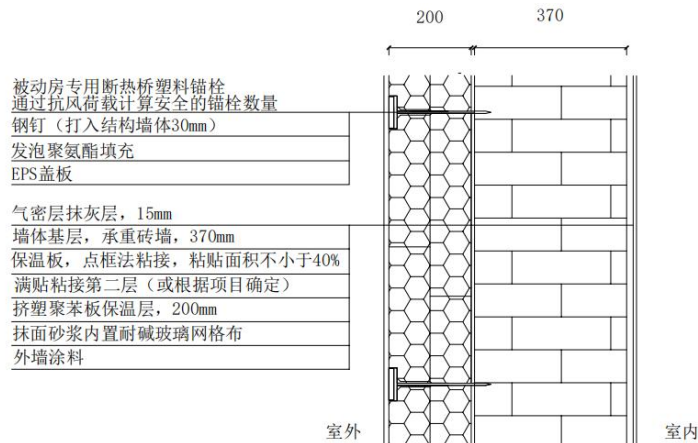 200
370
被动房专用断热桥塑料锚栓
通过抗风荷载计算安全的锚栓数量
钢钉（打入结构墙体30mm）
发泡聚氨酯填充
EPS盖板
气密层抹灰层，15mm
墙体基层，承重砖墙，370mm
保温板，点框法粘接，粘贴面积不小于40%
满贴粘接第二层（或根据项目确定）
挤塑聚苯板保温层，200mm
抹面砂浆内置耐碱玻璃网格布
外墙涂料
室外
室内